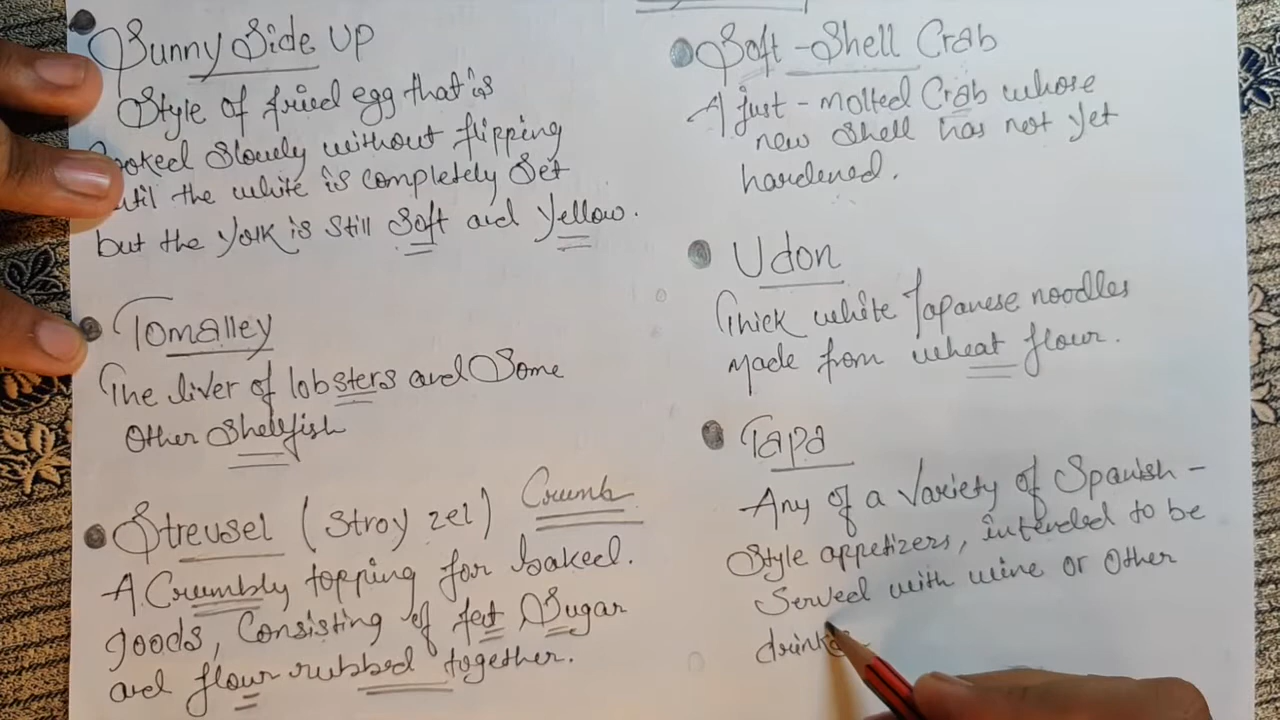 Sunny Side UP
Style of fried egg that is
cooked slowly without flipping
until the white is completely set
but the york is still soft and yellow.
Tomalley
The liver of lobsters and Some
Other Shellfish
Streusel (Stroy zel) Crumb
A Crumbly topping for baked.
goods, Consisting of fat Sugar
and flour rubbed together.
Soft-Shell Crab
A just-molted Crab whose
new shell has not yet
hardened.
Udon
Thick white Japanese noodles
made from wheat flour.
Tapa
Any of a Variety of Spanish-
Style appetizers, intended to be
Served with wine or Other
drinks